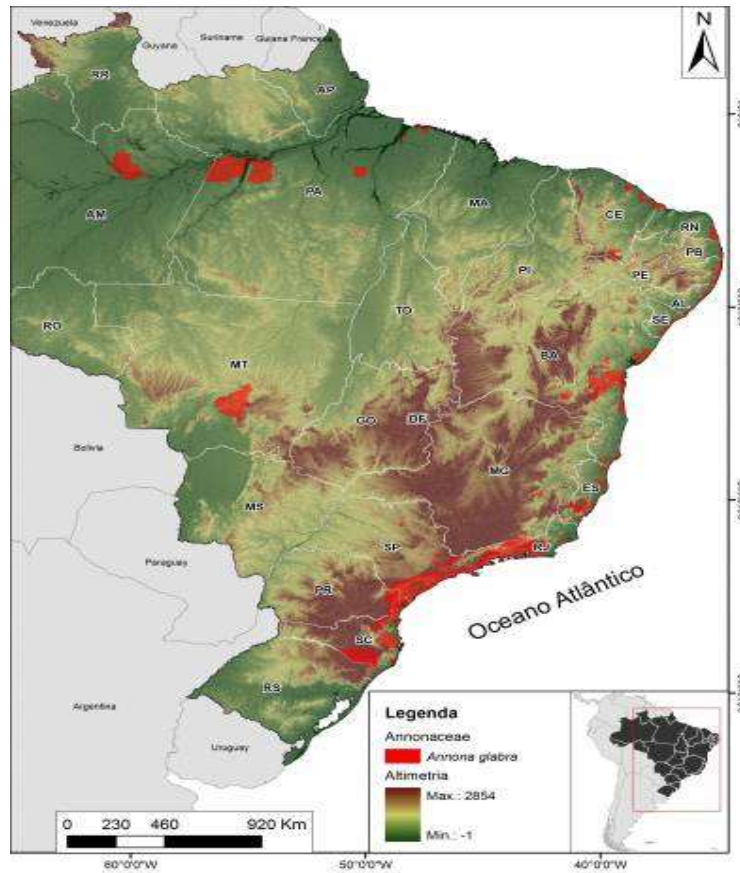 Venezuela
Guyana
Suriname
Guiana Francesa
N
RR
AP
AM
PA
MA
CE
RN
PB
PI
PE
AL
SE
TO
RO
BA
MT
GO
DF
Bolívia
MG
ES
MS
SP
RJ
Paraguay
PR
Oceano Atlântico
SC
RS
Argentina
Uruguay
Legenda
Annonaceae
Annona glabra
Altimetria
Max.: 2854
Min.: -1
0 230 460 920 Km
60°0'0"W 50°0'0"W 40°0'0"W